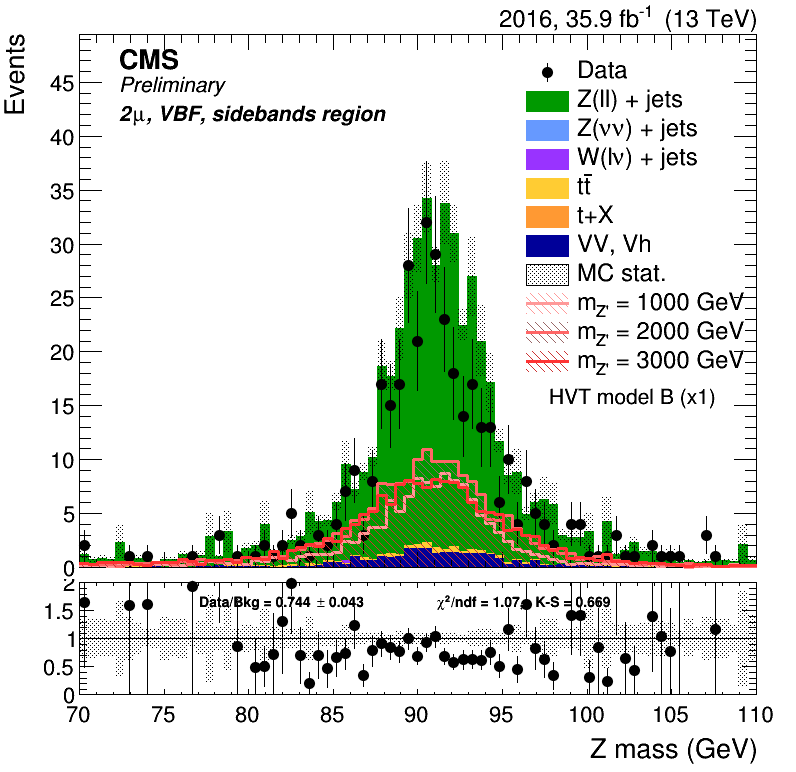 2016, 35.9 fb⁻¹ (13 TeV)
Events
CMS
Preliminary
2μ, VBF, sidebands region
Data
Z(ll) + jets
Z(νν) + jets
W(lν) + jets
tt̄
t+X
VV, Vh
MC stat.
m_Z' = 1000 GeV
m_Z' = 2000 GeV
m_Z' = 3000 GeV
HVT model B (x1)
45
40
35
30
25
20
15
10
5
0
Data/Bkg = 0.744 ± 0.043
χ²/ndf = 1.07, K-S = 0.669
2
1.5
1
0.5
0
70 75 80 85 90 95 100 105 110
Z mass (GeV)